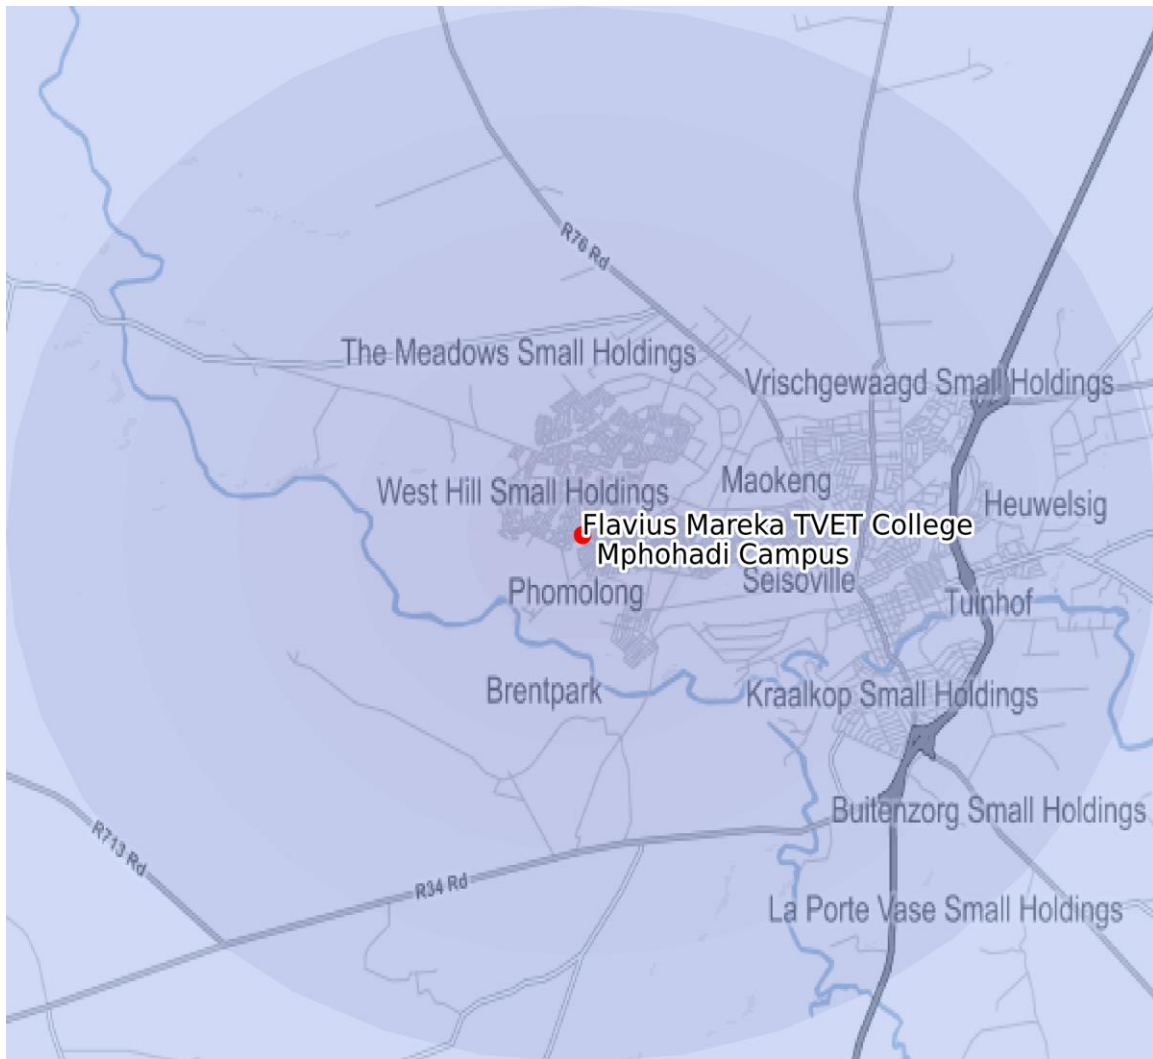 R76 Rd
The Meadows Small Holdings
Vrischgewaagd Small Holdings
Maokeng
West Hill Small Holdings
Heuwelsig
Flavius Mareka TVET College
Mphohadi Campus
Seisoville
Phomolong
Tuinhof
Brentpark
Kraalkop Small Holdings
Buitenzorg Small Holdings
R713 Rd
R34 Rd
La Porte Vase Small Holdings